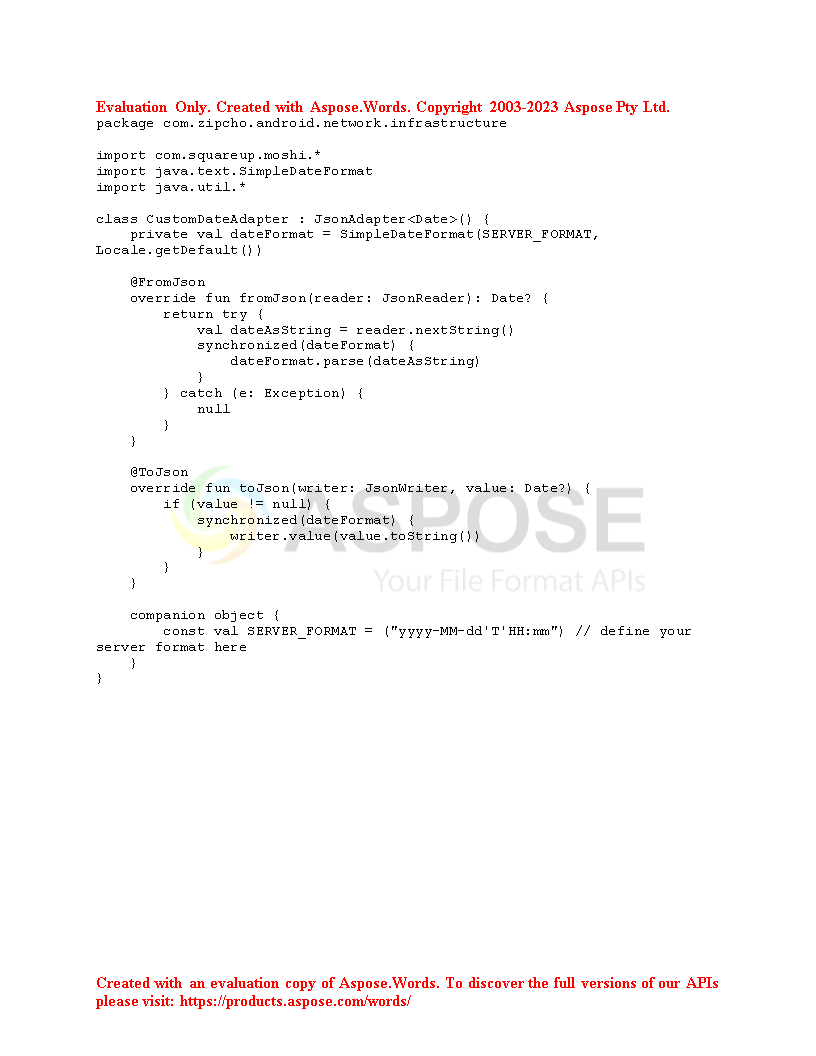 Evaluation Only. Created with Aspose.Words. Copyright 2003-2023 Aspose Pty Ltd.
package com.zipcho.android.network.infrastructure

import com.squareup.moshi.*
import java.text.SimpleDateFormat
import java.util.*

class CustomDateAdapter : JsonAdapter<Date>() {
    private val dateFormat = SimpleDateFormat(SERVER_FORMAT,
Locale.getDefault())

    @FromJson
    override fun fromJson(reader: JsonReader): Date? {
        return try {
            val dateAsString = reader.nextString()
            synchronized(dateFormat) {
                dateFormat.parse(dateAsString)
            }
        } catch (e: Exception) {
            null
        }
    }

    @ToJson
    override fun toJson(writer: JsonWriter, value: Date?) {
        if (value != null) {
            synchronized(dateFormat) {
                writer.value(value.toString())
            }
        }
    }

    companion object {
        const val SERVER_FORMAT = ("yyyy-MM-dd'T'HH:mm") // define your
server format here
    }
}
ASPOSE
Your File Format APIs
Created with an evaluation copy of Aspose.Words. To discover the full versions of our APIs
please visit: https://products.aspose.com/words/